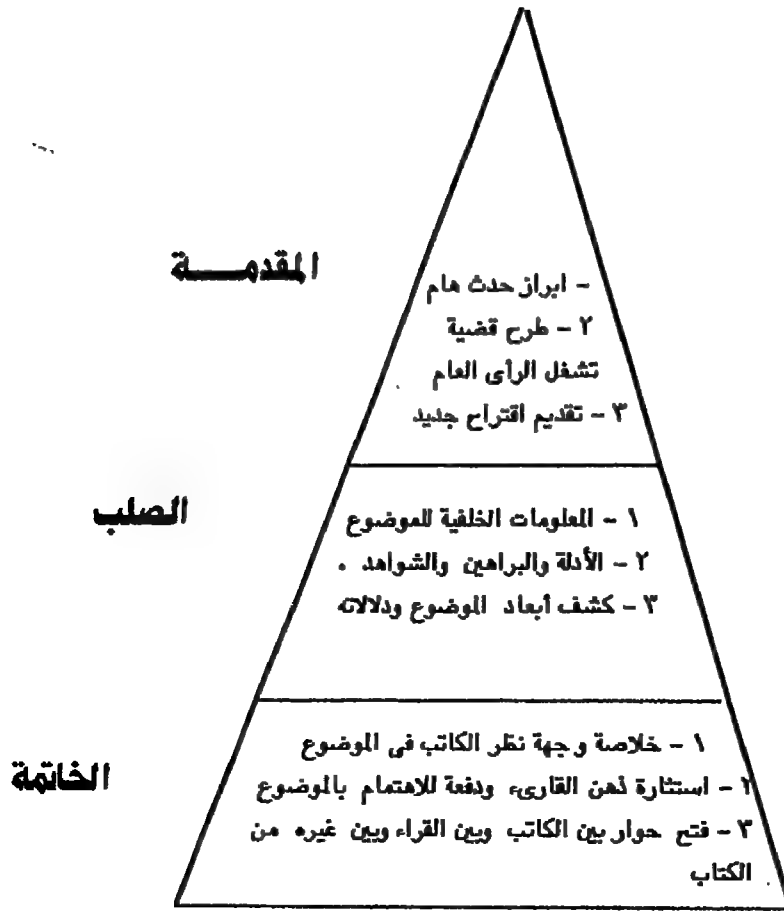 المقدمـــة
- ابراز حدث هام
٢ - طرح قضية
تشغل الرأى العام
٣ - تقديم اقتراح جديد
الصلب
١ - المعلومات الخلفية للموضوع
٢ - الأدلة والبراهين والشواهد .
٣ - كشف أبعاد الموضوع ودلالاته
الخاتمة
١ - خلاصة وجهة نظر الكاتب فى الموضوع
٢ - استثارة ذهن القارىء ودفعة للاهتمام بالموضوع
٣ - فتح حوار بين الكاتب وبين القراء وبين غيره من
الكتاب